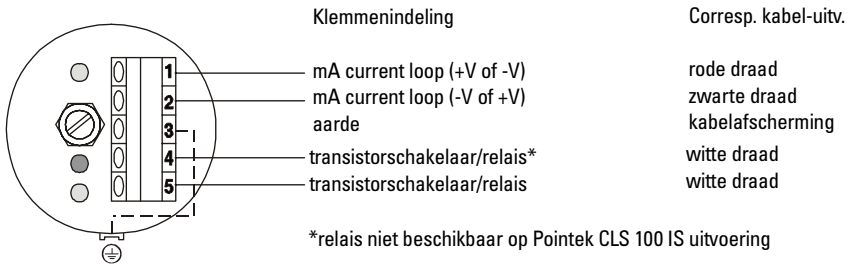 Klemmenindeling Corresp. kabel-uitv.
1 mA current loop (+V of -V) rode draad
2 mA current loop (-V of +V) zwarte draad
3 aarde kabelafscherming
4 transistorschakelaar/relais* witte draad
5 transistorschakelaar/relais witte draad
*relais niet beschikbaar op Pointek CLS 100 IS uitvoering